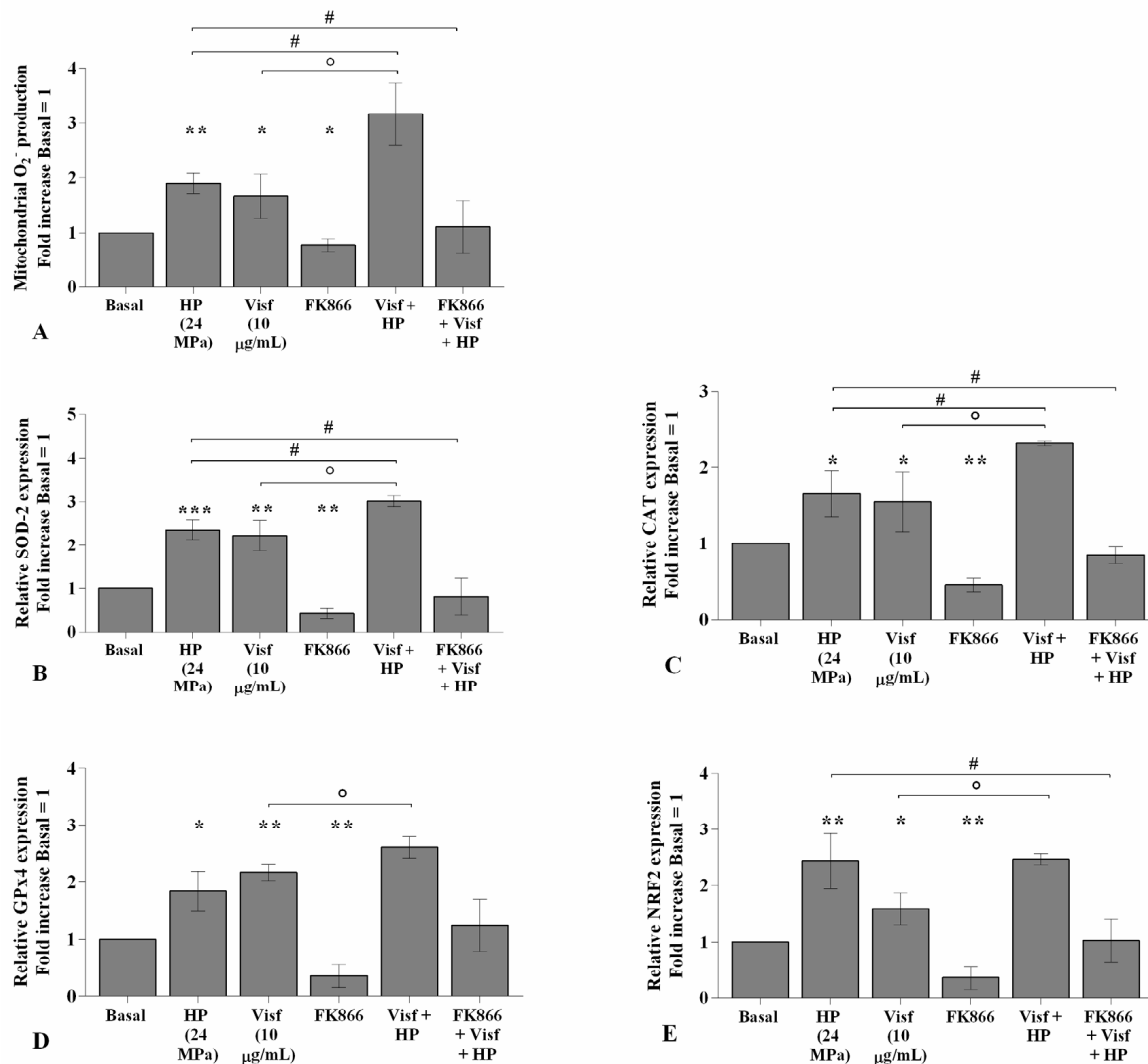 #
#
°
Mitochondrial O₂⁻ production
Fold increase Basal = 1
4
3
2
1
0
** * *
Basal HP Visf FK866 Visf + FK866
(24 (10 HP + Visf
MPa) µg/mL) + HP
A
#
#
°
Relative SOD-2 expression
Fold increase Basal = 1
5
4
3
2
1
0
*** ** **
Basal HP Visf FK866 Visf + FK866
(24 (10 HP + Visf
MPa) µg/mL) + HP
B
#
#
°
Relative CAT expression
Fold increase Basal = 1
3
2
1
0
* * **
Basal HP Visf FK866 Visf + FK866
(24 (10 HP + Visf
MPa) µg/mL) + HP
C
°
Relative GPx4 expression
Fold increase Basal = 1
4
3
2
1
0
* ** **
Basal HP Visf FK866 Visf + FK866
(24 (10 HP + Visf
MPa) µg/mL) + HP
D
#
°
Relative NRF2 expression
Fold increase Basal = 1
4
3
2
1
0
** * **
Basal HP Visf FK866 Visf + FK866
(24 (10 HP + Visf
MPa) µg/mL) + HP
E